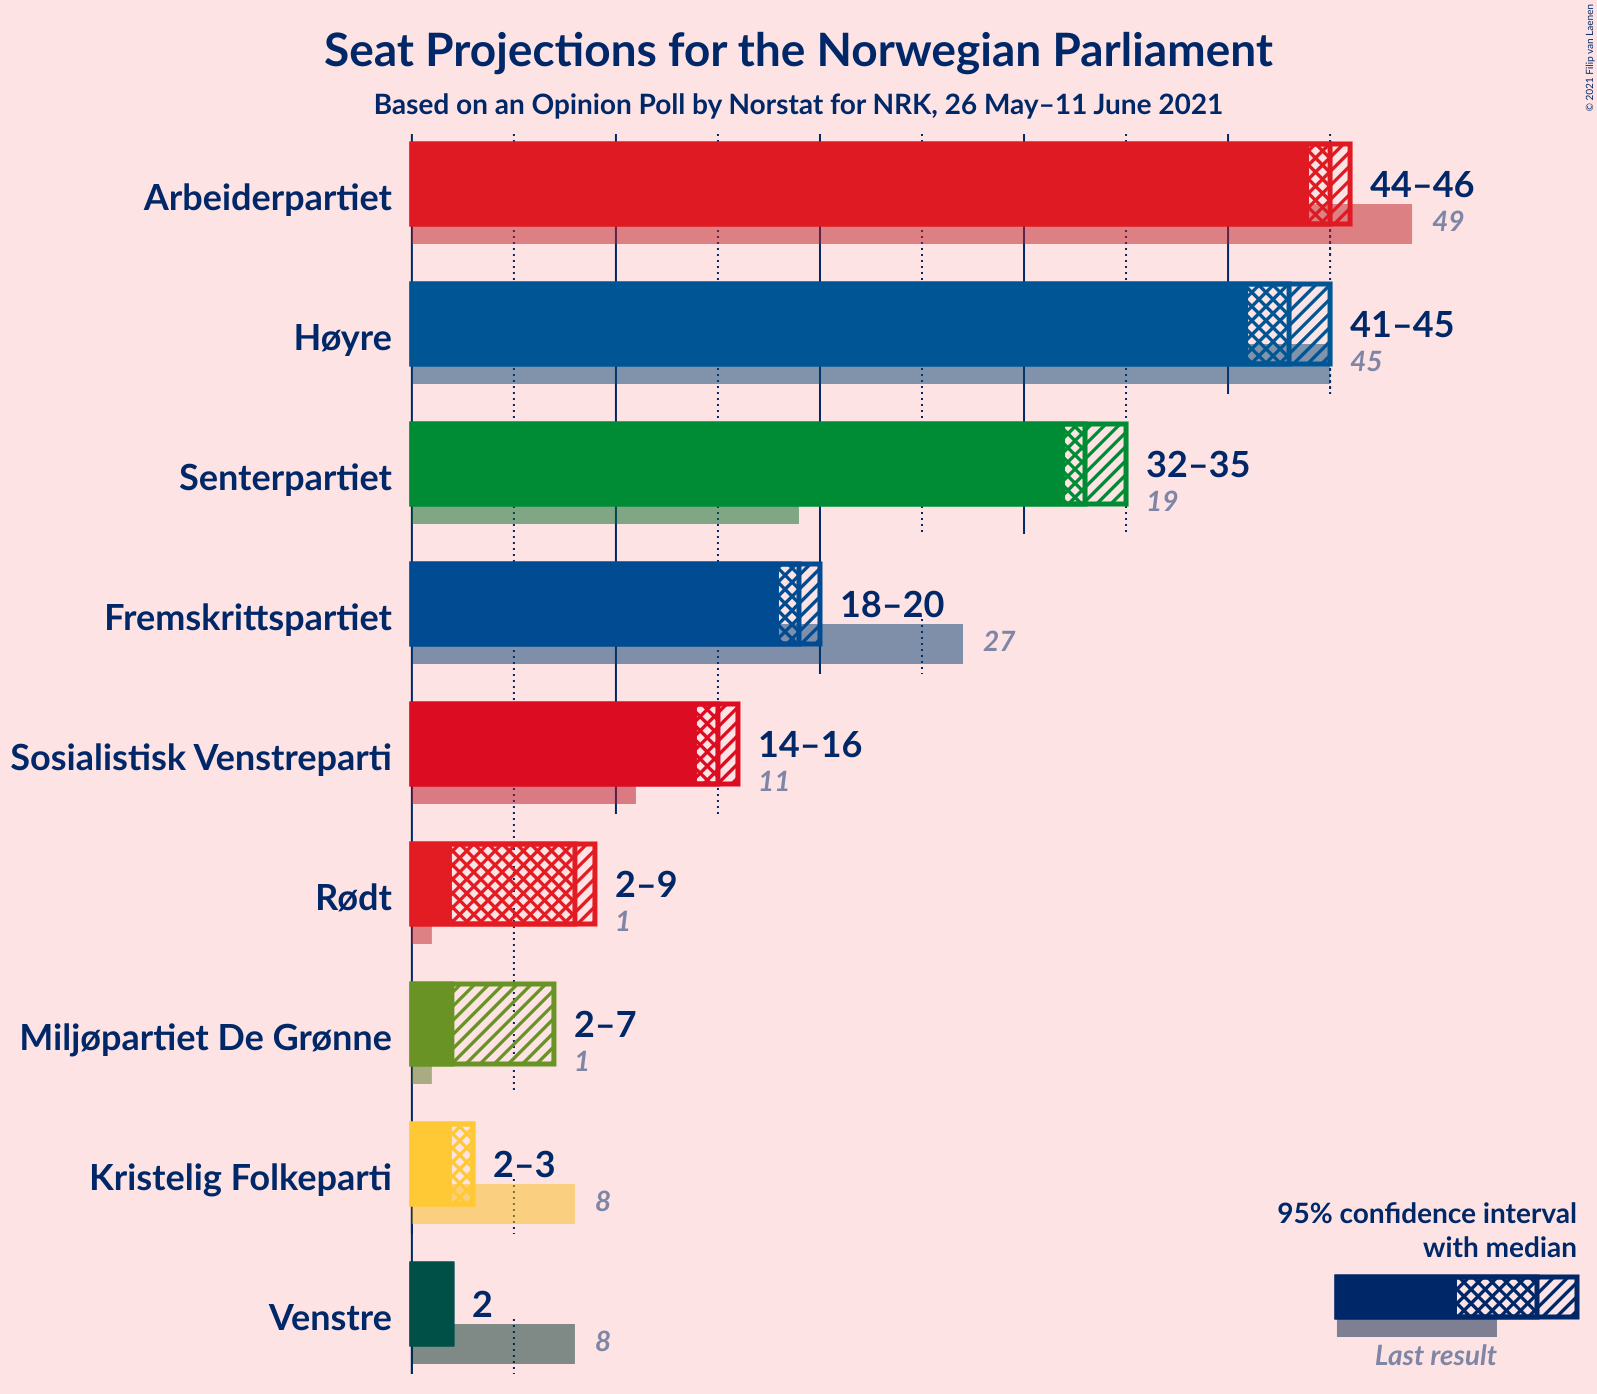 Seat Projections for the Norwegian Parliament
Based on an Opinion Poll by Norstat for NRK, 26 May–11 June 2021
© 2021 Filip van Laenen
Arbeiderpartiet
44–46
49
Høyre
41–45
45
Senterpartiet
32–35
19
Fremskrittspartiet
18–20
27
Sosialistisk Venstreparti
14–16
11
Rødt
2–9
1
Miljøpartiet De Grønne
2–7
1
Kristelig Folkeparti
2–3
8
Venstre
2
8
95% confidence interval
with median
Last result